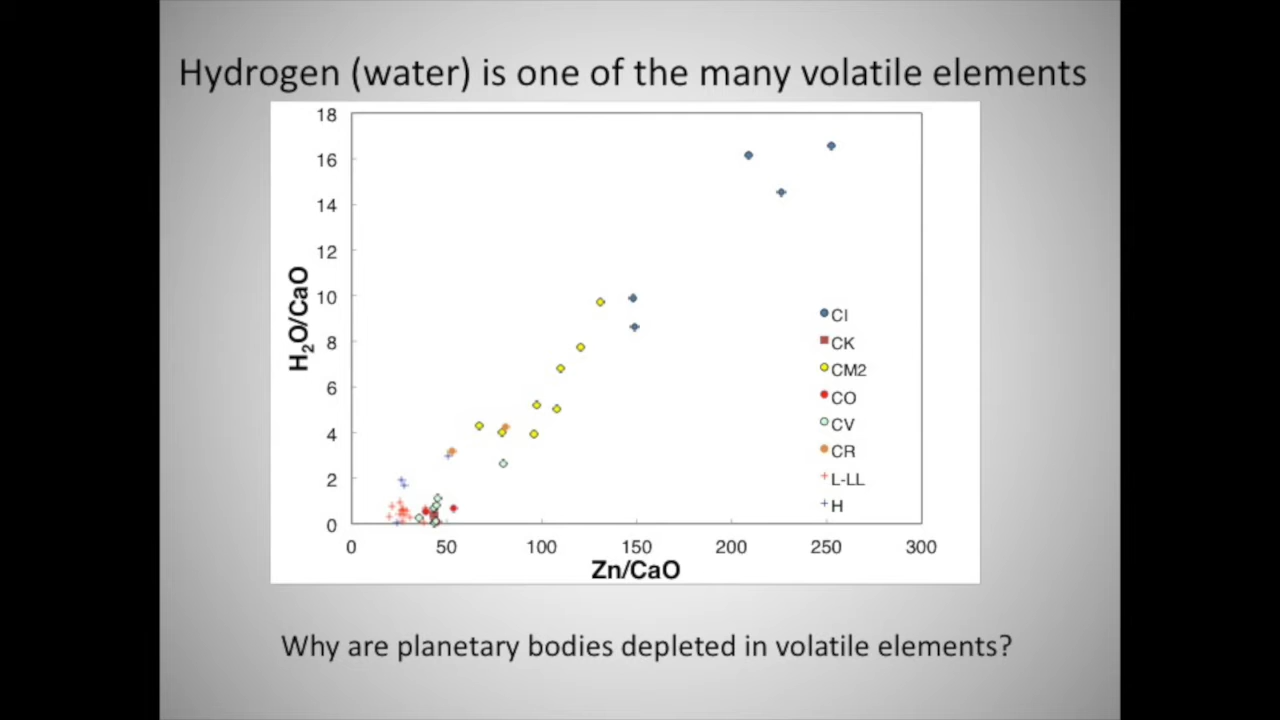 Hydrogen (water) is one of the many volatile elements
18
16
14
12
10
8
6
4
2
0
H₂O/CaO
CI
CK
CM2
CO
CV
CR
L-LL
H
0 50 100 150 200 250 300
Zn/CaO
Why are planetary bodies depleted in volatile elements?